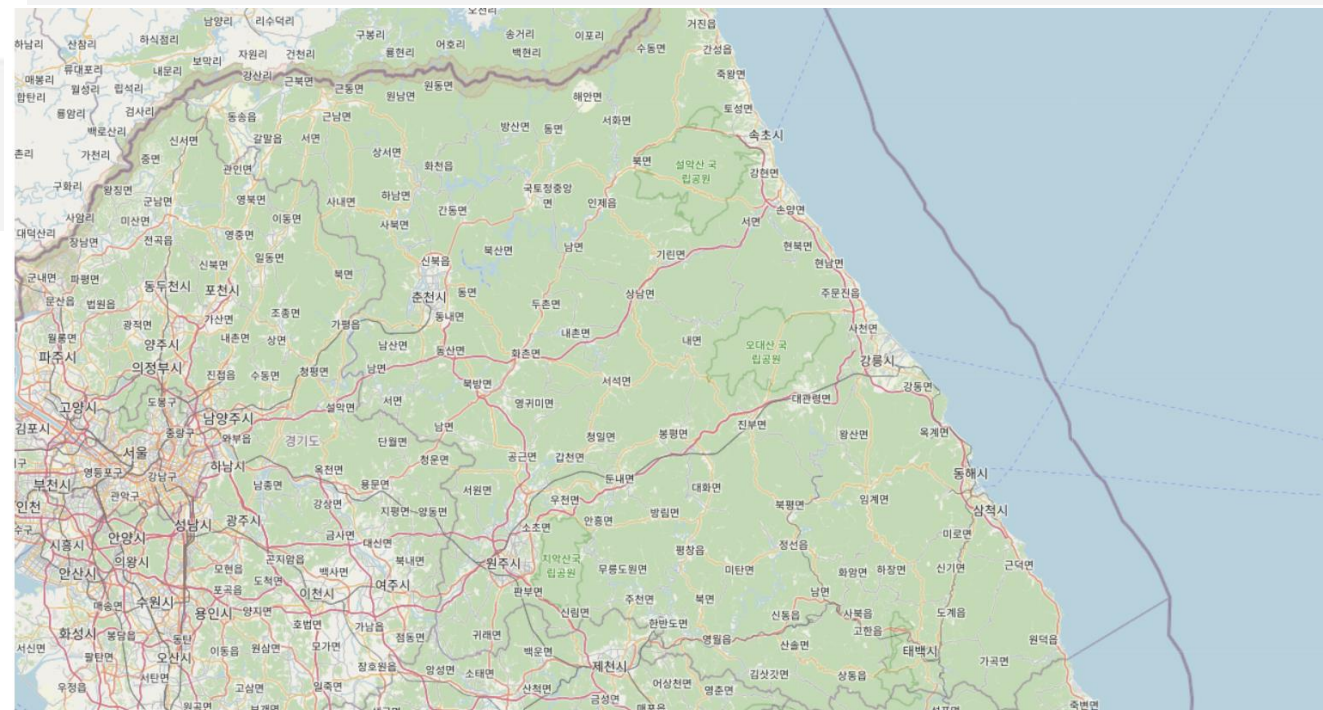 오전리
남양리
리수덕리
거진읍
하남리
산참리
하식점리
구봉리
어호리
송거리
이포리
수동면
간성읍
보막리
자원리
건천리
룡현리
백현리
류대포리
내문리
강산리
근북면
죽왕면
매봉리
월성리
립석리
근동면
원남면
원동면
해안면
합탄리
룡암리
검사리
동송읍
근남면
서화면
토성면
백로산리
신서면
갈말읍
서면
방산면
동면
속초시
촌리
가천리
중면
관인면
상서면
화천읍
북면
설악산 국
립공원
강현면
구화리
왕징면
군남면
영북면
사내면
하남면
국토정중앙
면
인제읍
사암리
미산면
이동면
간동면
손양면
대덕산리
장남면
전곡읍
영중면
사북면
서면
신북면
일동면
북산면
남면
기린면
현북면
군내면
파평면
북면
신북읍
현남면
동두천시
포천시
춘천시
동면
상남면
주문진읍
문산읍
법원읍
조종면
두촌면
광적면
가산면
가평읍
동내면
사천면
월롱면
양주시
내촌면
상면
남산면
내촌면
내면
오대산 국
립공원
파주시
동산면
화촌면
강릉시
의정부시
진접읍
수동면
청평면
남면
북방면
서석면
강동면
고양시
도봉구
설악면
서면
영귀미면
대관령면
김포시
중랑구
남양주시
와부읍
경기도
남면
청일면
봉평면
진부면
왕산면
옥계면
구
서울
단월면
영등포구
강남구
하남시
옥천면
청운면
공근면
갑천면
동해시
부천시
남종면
용문면
서원면
둔내면
대화면
관악구
강상면
우천면
북평면
임계면
인천
지평면
양동면
방림면
삼척시
수구
안양시
성남시
광주시
금사면
소초면
안흥면
미로면
시흥시
대신면
의왕시
곤지암읍
북내면
원주시
치악산국
립공원
평창읍
정선읍
안산시
모현읍
백사면
무릉도원면
미탄면
화암면
하장면
신기면
근덕면
도척면
여주시
매송면
수원시
포곡읍
이천시
판부면
주천면
북면
남면
용인시
양지면
신림면
신동읍
사북읍
도계읍
화성시
봉담읍
호법면
가남읍
점동면
귀래면
한반도면
고한읍
동탄
영월읍
원덕읍
서신면
팔탄면
오산시
이동읍
원삼면
모가면
백운면
산솔면
태백시
서탄면
장호원읍
앙성면
소태면
제천시
김삿갓면
상동읍
가곡면
우정읍
고삼면
일죽면
산척면
어상천면
영춘면
원곡면
보개면
감곡면
금성면
매포읍
석포면
죽변면